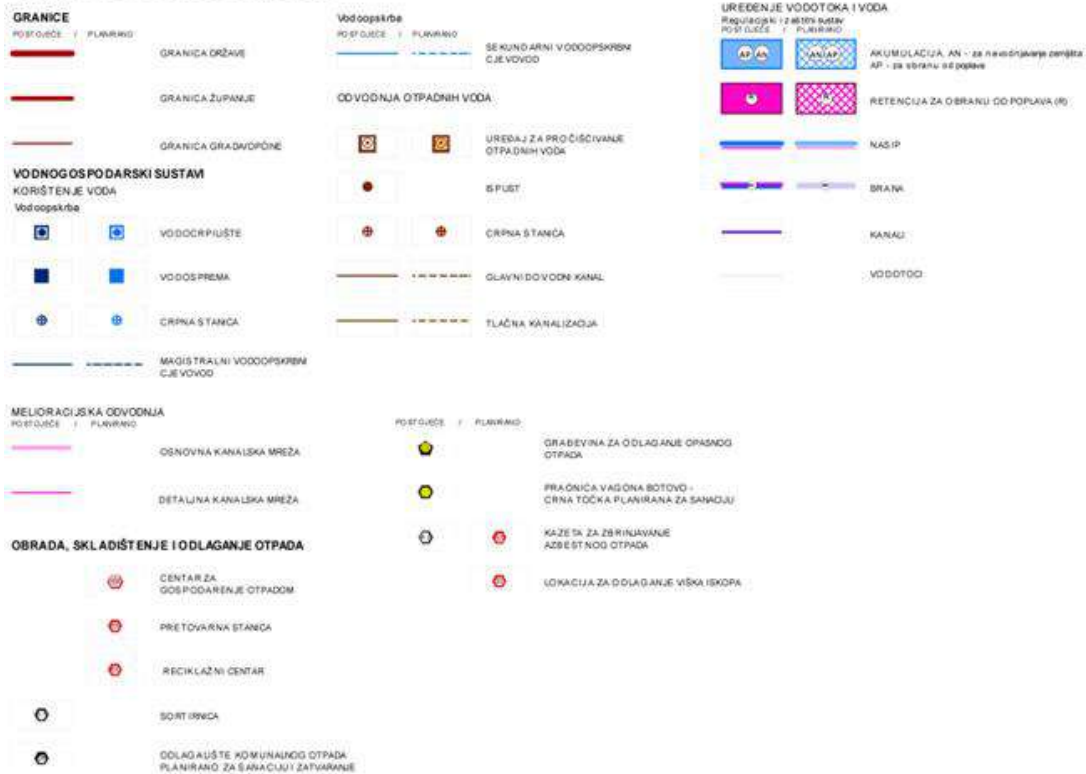 GRANICE
POSTOJEĆE / PLANIRANO
GRANICA DRŽAVE
GRANICA ŽUPANIJE
GRANICA GRADA/OPĆINE
VODNOGOSPODARSKI SUSTAVI
KORIŠTENJE VODA
Vodoopskrba
VODOCRPILIŠTE
VODOSPREMA
CRPNA STANICA
MAGISTRALNI VODOOPSKRBNI
CJEVOVOD
Vodoopskrba
POSTOJEĆE / PLANIRANO
SEKUNDARNI VODOOPSKRBNI
CJEVOVOD
ODVODNJA OTPADNIH VODA
UREĐAJ ZA PROČIŠĆIVANJE
OTPADNIH VODA
ISPUST
CRPNA STANICA
GLAVNI DOVODNI KANAL
TLAČNA KANALIZACIJA
UREĐENJE VODOTOKA I VODA
Regulacijski i zaštitni sustav
POSTOJEĆE / PLANIRANO
AP AN AN AP
AKUMULACIJA, AN - za navodnjavanje zemljišta
AP - za obranu od poplave
RETENCIJA ZA OBRANU OD POPLAVA (R)
NASIP
BRANA
KANALI
VODOTOCI
MELIORACIJSKA ODVODNJA
POSTOJEĆE / PLANIRANO
OSNOVNA KANALSKA MREŽA
DETALJNA KANALSKA MREŽA
OBRADA, SKLADIŠTENJE I ODLAGANJE OTPADA
CENTAR ZA
GOSPODARENJE OTPADOM
PRETOVARNA STANICA
RECIKLAŽNI CENTAR
SORTIRNICA
ODLAGALIŠTE KOMUNALNOG OTPADA
PLANIRANO ZA SANACIJU I ZATVARANJE
POSTOJEĆE / PLANIRANO
GRAĐEVINA ZA ODLAGANJE OPASNOG
OTPADA
PRAONICA VAGONA BOTOVO -
CRNA TOČKA PLANIRANA ZA SANACIJU
KAZETA ZA ZBRINJAVANJE
AZBESTNOG OTPADA
LOKACIJA ZA ODLAGANJE VIŠKA ISKOPA